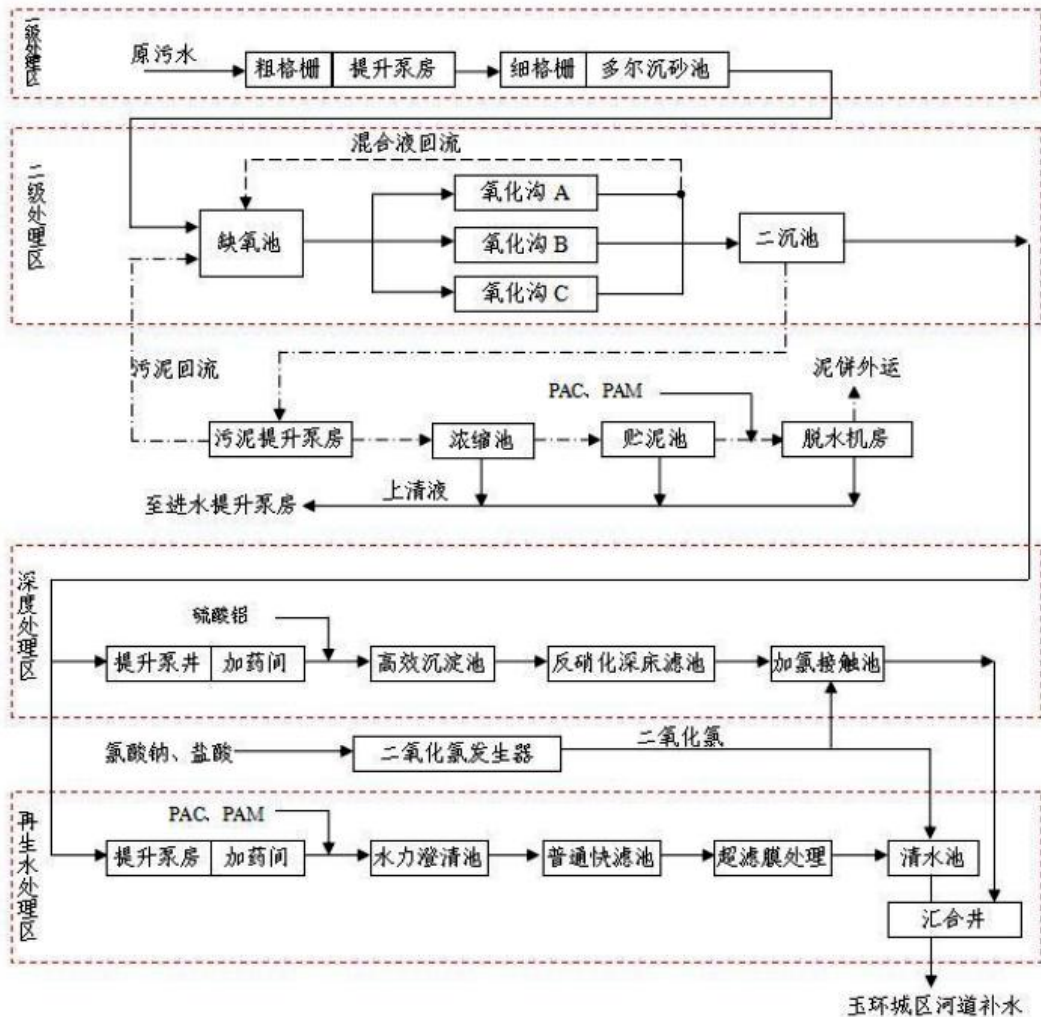 一级处理区
原污水
粗格栅
提升泵房
细格栅
多尔沉砂池
二级处理区
混合液回流
缺氧池
氧化沟 A
氧化沟 B
氧化沟 C
二沉池
污泥回流
PAC、PAM
泥饼外运
污泥提升泵房
浓缩池
贮泥池
脱水机房
上清液
至进水提升泵房
深度处理区
硫酸铝
提升泵井
加药间
高效沉淀池
反硝化深床滤池
加氯接触池
氯酸钠、盐酸
二氧化氯发生器
二氧化氯
再生水处理区
PAC、PAM
提升泵房
加药间
水力澄清池
普通快滤池
超滤膜处理
清水池
汇合井
玉环城区河道补水